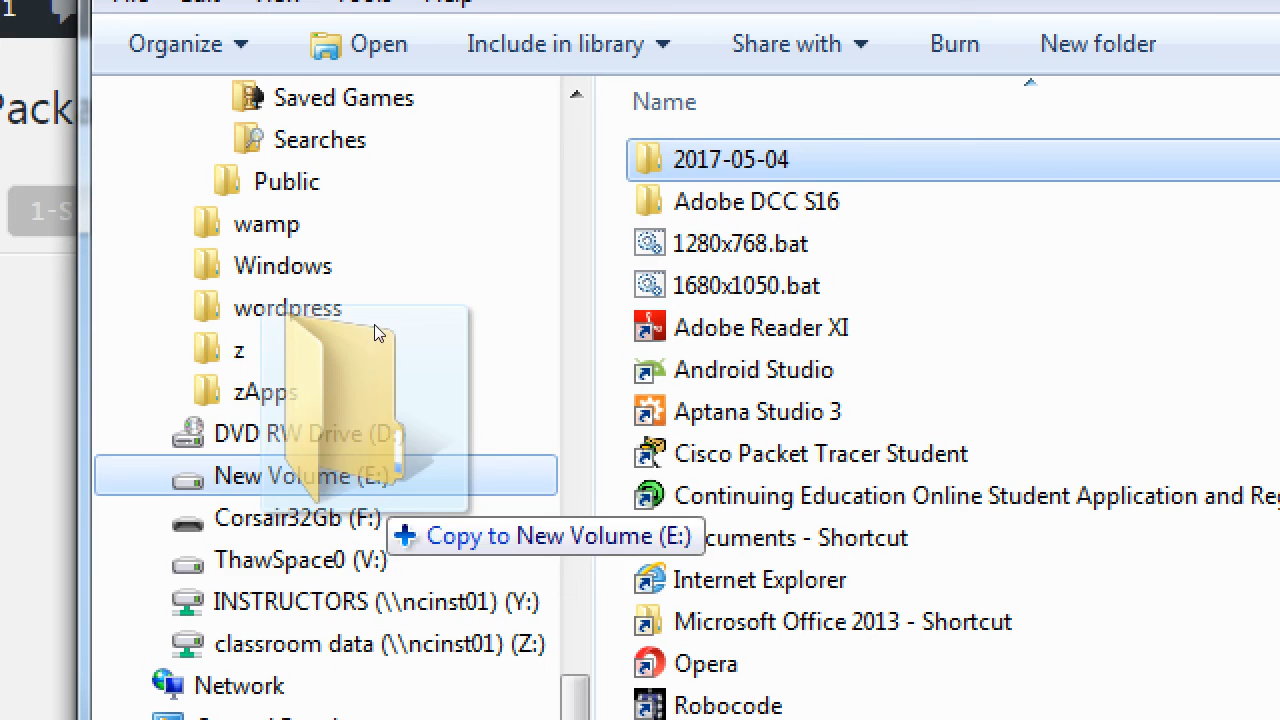 1
Pack
1-S
Organize
Open
Include in library
Share with
Burn
New folder
Saved Games
Searches
Public
wamp
Windows
wordpress
z
zApps
DVD RW Drive (D:)
New Volume (E:)
Corsair32Gb (F:)
ThawSpace0 (V:)
INSTRUCTORS (\\ncinst01) (Y:)
classroom data (\\ncinst01) (Z:)
Network
Name
2017-05-04
Adobe DCC S16
1280x768.bat
1680x1050.bat
Adobe Reader XI
Android Studio
Aptana Studio 3
Cisco Packet Tracer Student
Continuing Education Online Student Application and Reg
cuments - Shortcut
Internet Explorer
Microsoft Office 2013 - Shortcut
Opera
Robocode
Copy to New Volume (E:)